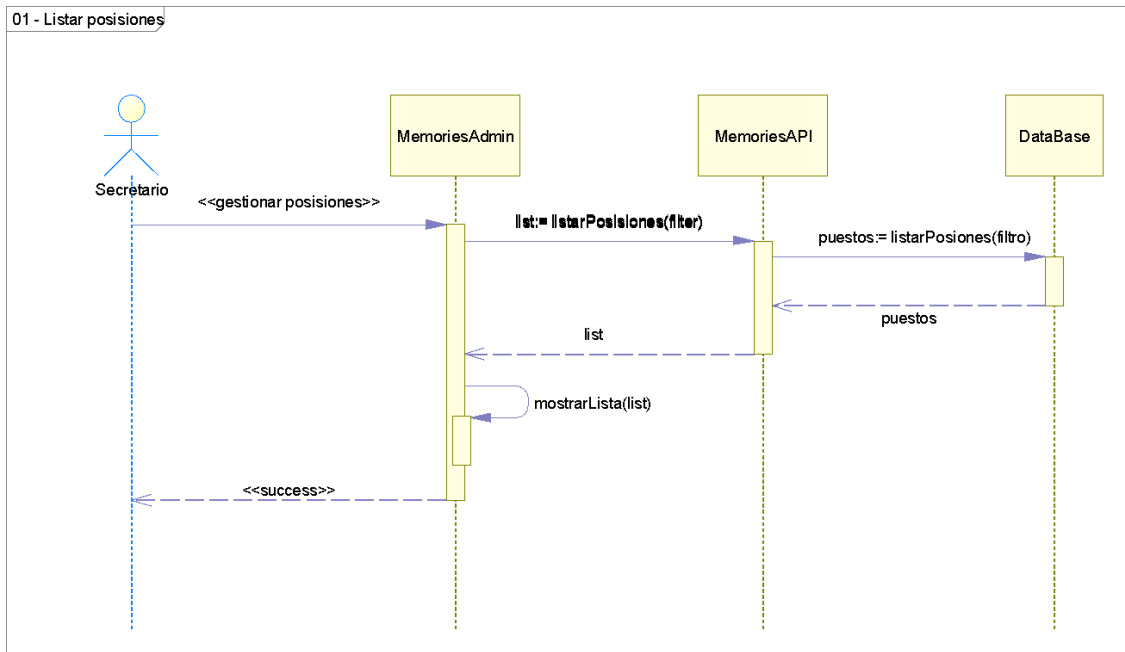 01 - Listar posisiones
MemoriesAdmin
MemoriesAPI
DataBase
Secretario
<<gestionar posisiones>>
list:= listarPosisiones(filter)
puestos:= listarPosiones(filtro)
puestos
list
mostrarLista(list)
<<success>>